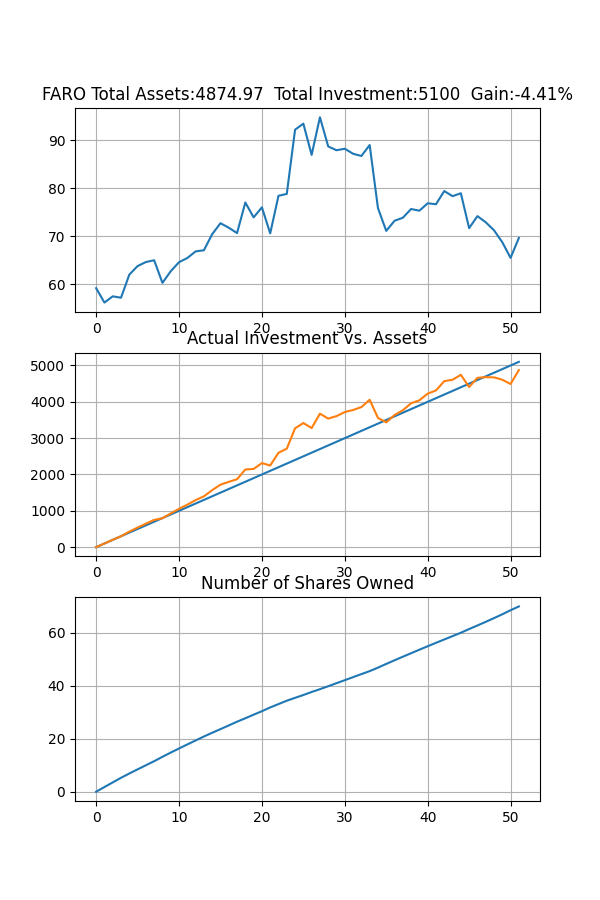 FARO Total Assets:4874.97  Total Investment:5100  Gain:-4.41%
90
80
70
60
0 10 20 30 40 50
Actual Investment vs. Assets
5000
4000
3000
2000
1000
0
0 10 20 30 40 50
Number of Shares Owned
60
40
20
0
0 10 20 30 40 50